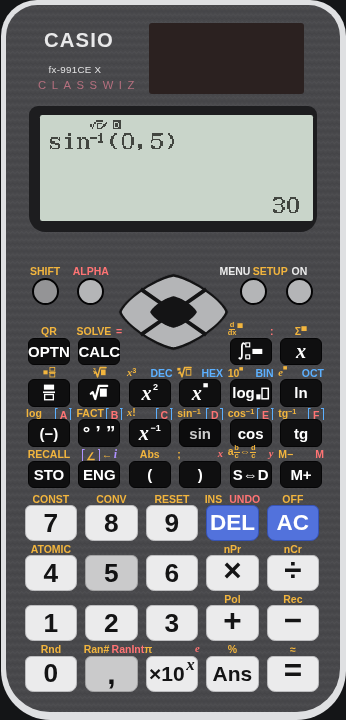 CASIO
fx-991CE X
CLASSWIZ
√▱ D
sin⁻¹(0,5)
30
SHIFT ALPHA MENU SETUP ON
QR SOLVE = d/dx■ : Σ■
OPTN CALC ∫▯■ x
x³ DEC HEX 10■ BIN e■ OCT
√■ x² x■ log■▯ ln
log A FACT B x! C sin⁻¹ D cos⁻¹ E tg⁻¹ F
(−) ° ’ ” x⁻¹ sin cos tg
RECALL ∠ ← i Abs ; x a b/c⇔d/c y M− M
STO ENG ( ) S⇔D M+
CONST CONV RESET INS UNDO OFF
7 8 9 DEL AC
ATOMIC nPr nCr
4 5 6 × ÷
Pol Rec
1 2 3 + −
Rnd Ran# RanInt π e % ≈
0 , ×10ˣ Ans =